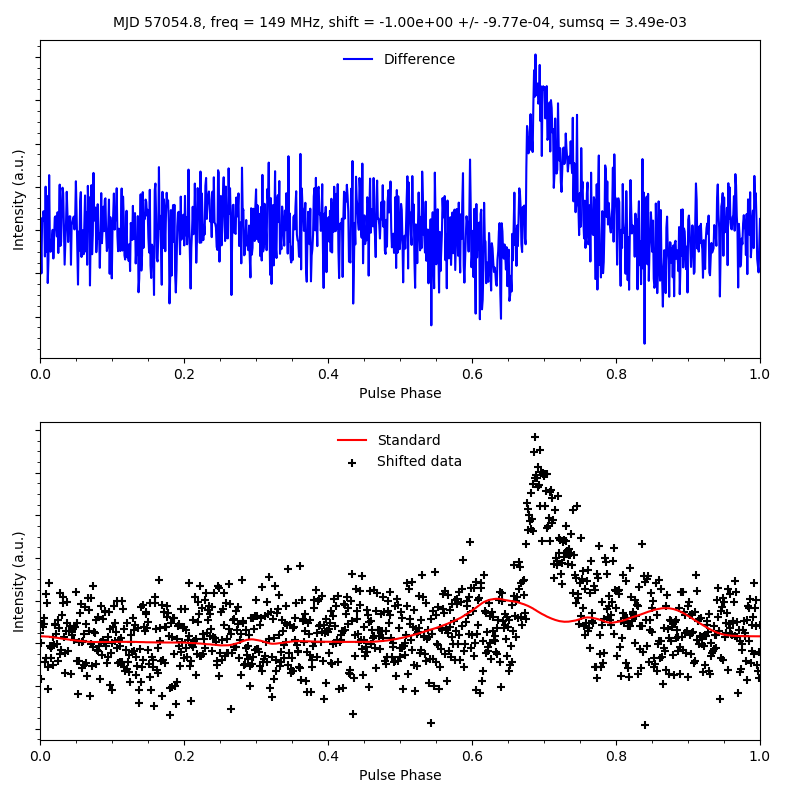 MJD 57054.8, freq = 149 MHz, shift = -1.00e+00 +/- -9.77e-04, sumsq = 3.49e-03
Difference
Intensity (a.u.)
0.0 0.2 0.4 0.6 0.8 1.0
Pulse Phase
Standard
Shifted data
Intensity (a.u.)
0.0 0.2 0.4 0.6 0.8 1.0
Pulse Phase